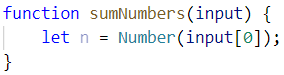 function sumNumbers(input) {
    let n = Number(input[0]);
}